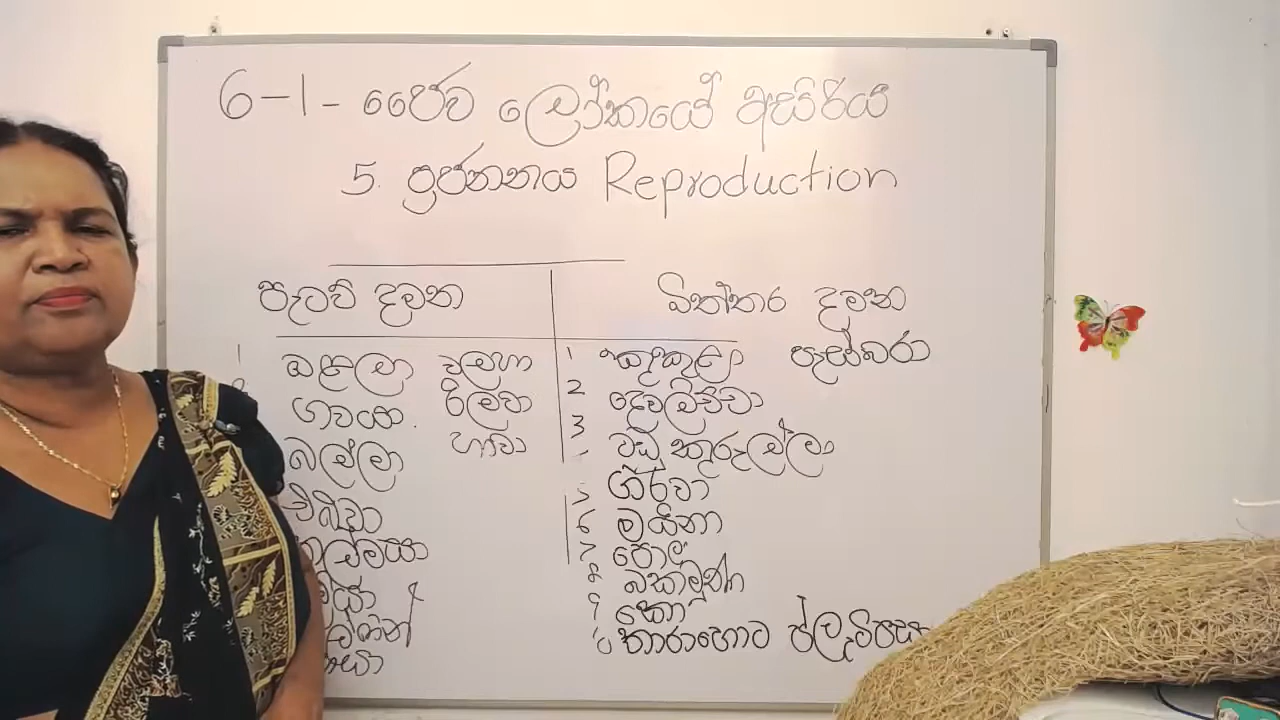 6-1- ජෛව ලෝකයේ අසිරිය
5. ප්‍රජනනය Reproduction
පැටව් දමන
බිත්තර දමන
1 බළලා වලහා
ගවයා රිලවා
බල්ලා හාවා
එළුවා
1 කුකුළා පැස්බරා
2 දෙවලිච්චා
3 වඩු කුරුල්ලා
ගිරවා
6 මයිනා
7
8 බකමූණා
9 කොකා
තාරාහොට ප්ලැටිපස්